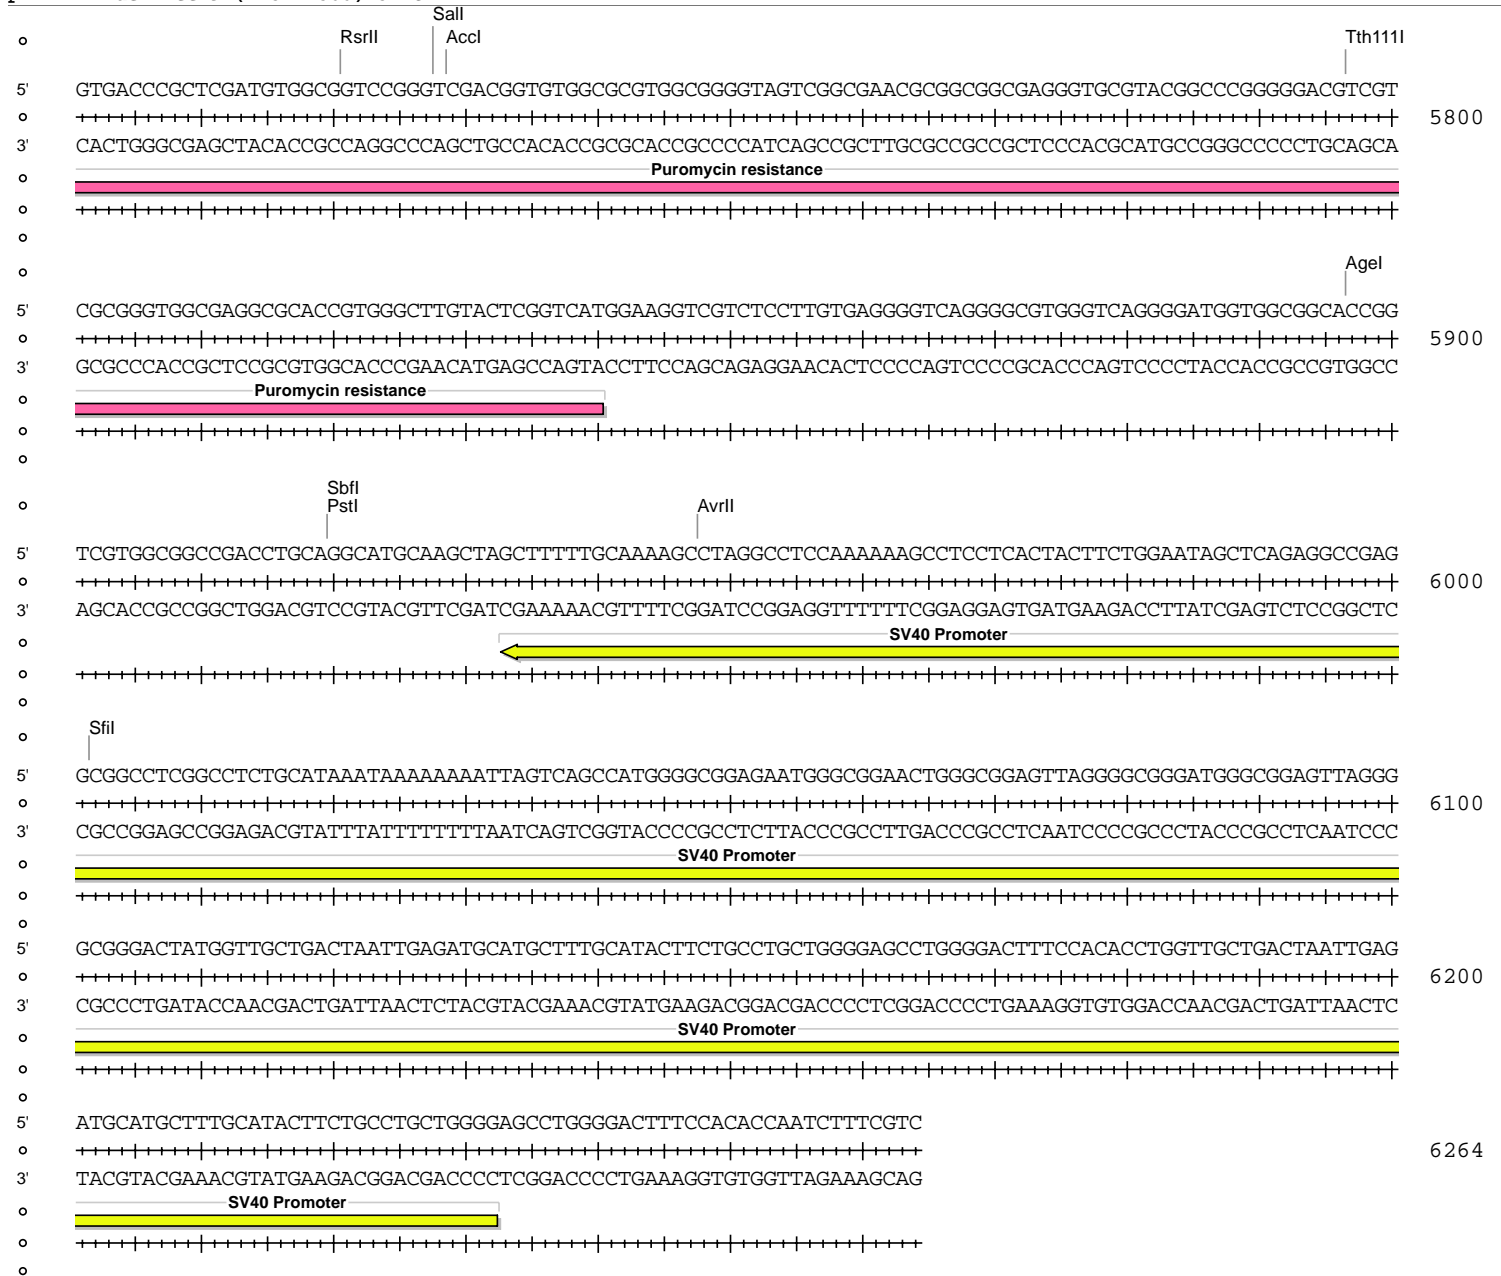 SalI
RsrII AccI Tth111I
5' GTGACCCGCTCGATGTGGCGGTCCGGGTCGACGGTGTGGCGCGTGGCGGGGTAGTCGGCGAACGCGGCGGCGAGGGTGCGTACGGCCCGGGGGACGTCGT
5800
3' CACTGGGCGAGCTACACCGCCAGGCCCAGCTGCCACACCGCGCACCGCCCCATCAGCCGCTTGCGCCGCCGCTCCCACGCATGCCGGGCCCCCTGCAGCA
Puromycin resistance
AgeI
5' CGCGGGTGGCGAGGCGCACCGTGGGCTTGTACTCGGTCATGGAAGGTCGTCTCCTTGTGAGGGGTCAGGGGCGTGGGTCAGGGGATGGTGGCGGCACCGG
5900
3' GCGCCCACCGCTCCGCGTGGCACCCGAACATGAGCCAGTACCTTCCAGCAGAGGAACACTCCCCAGTCCCCGCACCCAGTCCCCTACCACCGCCGTGGCC
Puromycin resistance
SbfI
PstI AvrII
5' TCGTGGCGGCCGACCTGCAGGCATGCAAGCTAGCTTTTTGCAAAAGCCTAGGCCTCCAAAAAAGCCTCCTCACTACTTCTGGAATAGCTCAGAGGCCGAG
6000
3' AGCACCGCCGGCTGGACGTCCGTACGTTCGATCGAAAAACGTTTTCGGATCCGGAGGTTTTTTCGGAGGAGTGATGAAGACCTTATCGAGTCTCCGGCTC
SV40 Promoter
SfiI
5' GCGGCCTCGGCCTCTGCATAAATAAAAAAAATTAGTCAGCCATGGGGCGGAGAATGGGCGGAACTGGGCGGAGTTAGGGGCGGGATGGGCGGAGTTAGGG
6100
3' CGCCGGAGCCGGAGACGTATTTATTTTTTTTAATCAGTCGGTACCCCGCCTCTTACCCGCCTTGACCCGCCTCAATCCCCGCCCTACCCGCCTCAATCCC
SV40 Promoter
5' GCGGGACTATGGTTGCTGACTAATTGAGATGCATGCTTTGCATACTTCTGCCTGCTGGGGAGCCTGGGGACTTTCCACACCTGGTTGCTGACTAATTGAG
6200
3' CGCCCTGATACCAACGACTGATTAACTCTACGTACGAAACGTATGAAGACGGACGACCCCTCGGACCCCTGAAAGGTGTGGACCAACGACTGATTAACTC
SV40 Promoter
5' ATGCATGCTTTGCATACTTCTGCCTGCTGGGGAGCCTGGGGACTTTCCACACCAATCTTTCGTC
6264
3' TACGTACGAAACGTATGAAGACGGACGACCCCTCGGACCCCTGAAAGGTGTGGTTAGAAAGCAG
SV40 Promoter